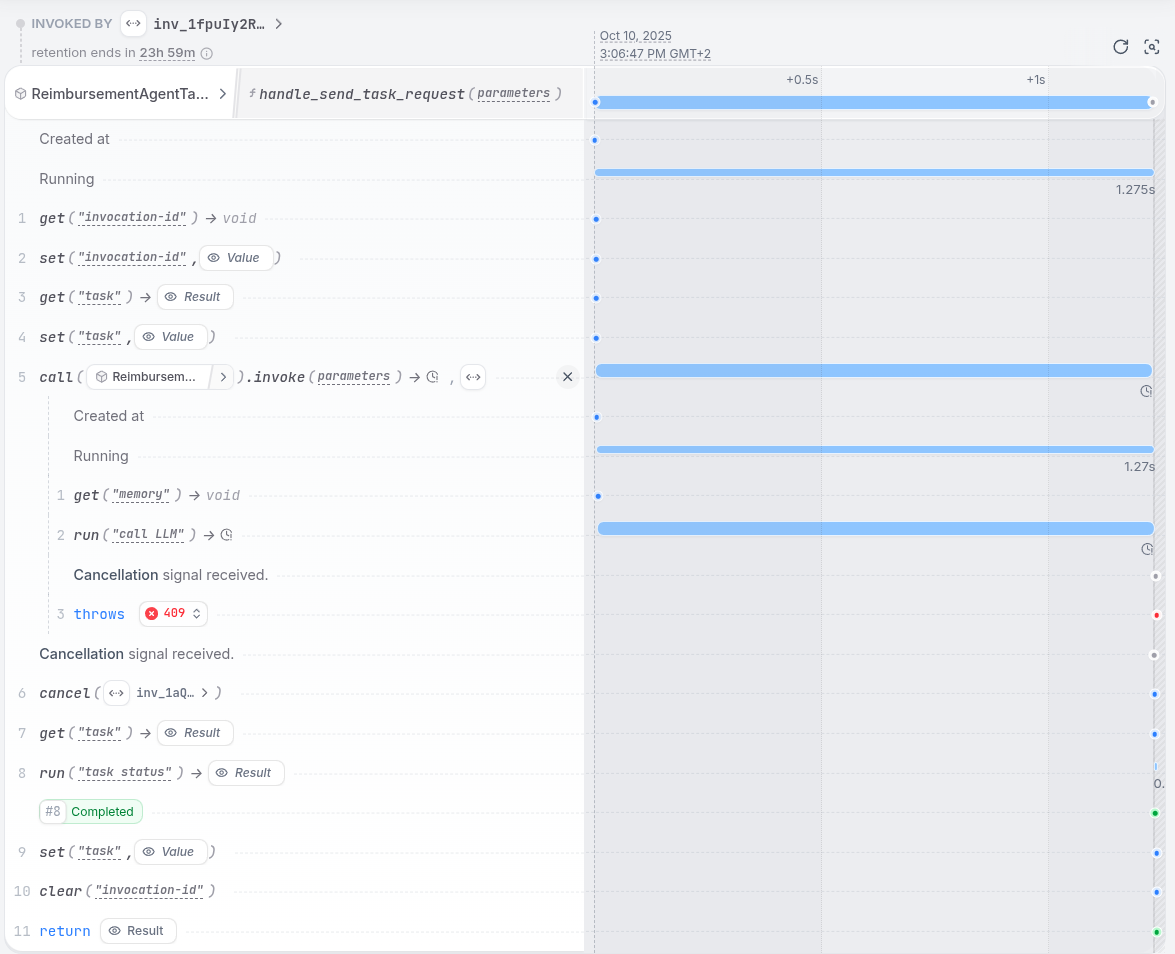 INVOKED BY inv_1fpuIy2R… 
retention ends in 23h 59m
Oct 10, 2025
3:06:47 PM GMT+2
ReimbursementAgentTa... handle_send_task_request(parameters)
+0.5s +1s
Created at
Running
1.275s
1 get("invocation-id") → void
2 set("invocation-id", Value)
3 get("task") → Result
4 set("task", Value)
5 call(Reimbursem... ).invoke(parameters) → ,
Created at
Running
1.27s
1 get("memory") → void
2 run("call LLM") →
Cancellation signal received.
3 throws 409
Cancellation signal received.
6 cancel(inv_1aQ… )
7 get("task") → Result
8 run("task status") → Result
0.
#8 Completed
9 set("task", Value)
10 clear("invocation-id")
11 return Result